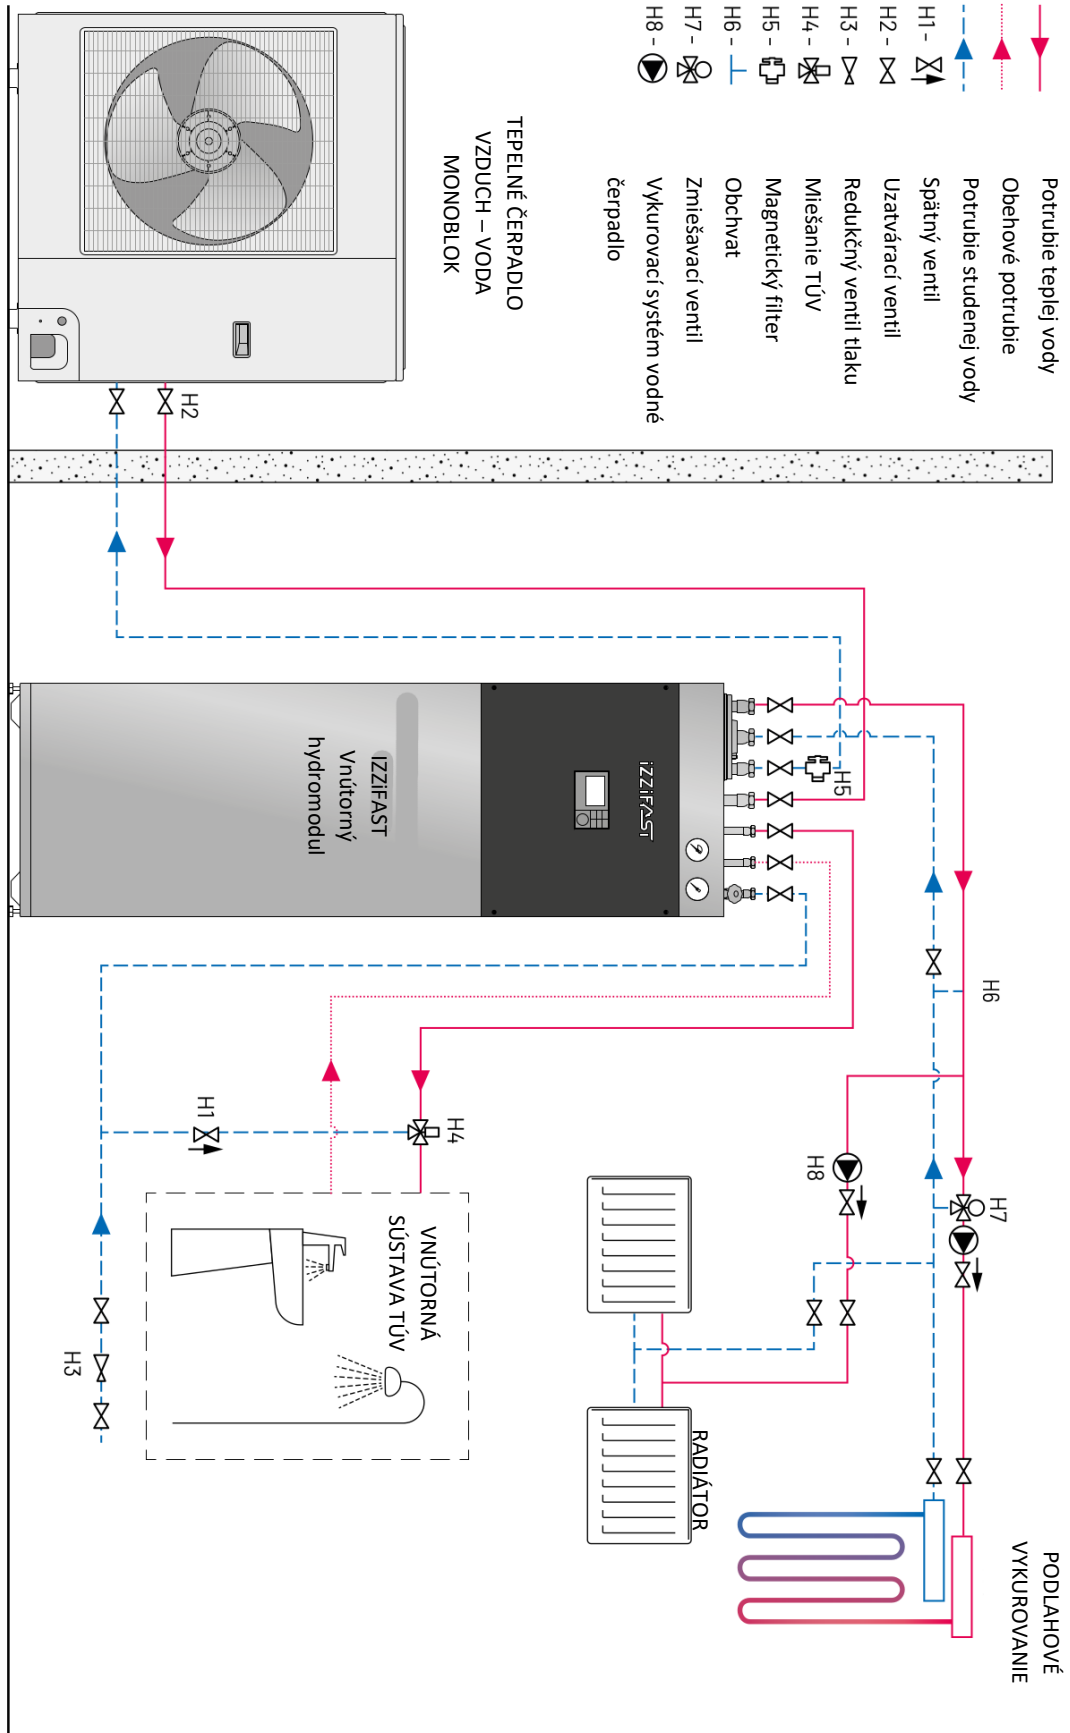 Potrubie teplej vody
Obehové potrubie
Potrubie studenej vody
H1 - Spätný ventil
H2 - Uzatvárací ventil
H3 - Redukčný ventil tlaku
H4 - Miešanie TÚV
H5 - Magnetický filter
H6 - Obchvat
H7 - Zmiešavací ventil
H8 - Vykurovací systém vodné
čerpadlo
TEPELNÉ ČERPADLO
VZDUCH – VODA
MONOBLOK
H2
iZZiFAST
IZZiFAST
Vnútorný
hydromodul
H5
H6
H7
H8
H4
H1
H3
VNÚTORNÁ
SÚSTAVA TÚV
RADIÁTOR
PODLAHOVÉ
VYKUROVANIE